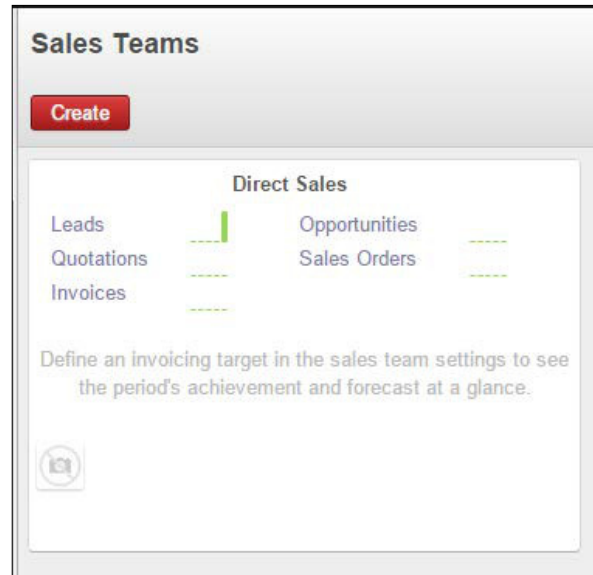 Sales Teams
Create
Direct Sales
Leads Opportunities
Quotations Sales Orders
Invoices
Define an invoicing target in the sales team settings to see
the period's achievement and forecast at a glance.